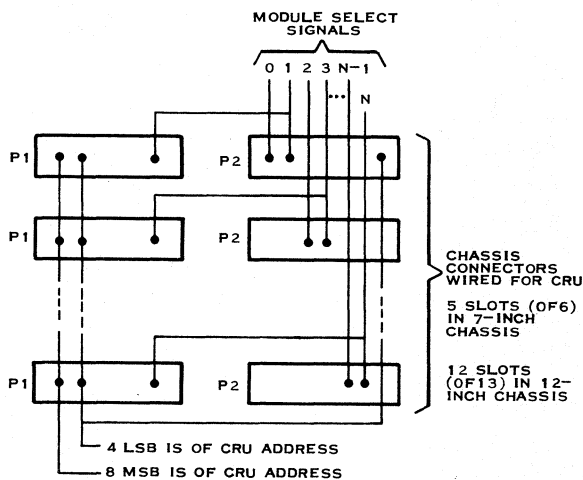 MODULE SELECT
SIGNALS
0 1 2 3 N-1
N
P1 P2
P1 P2
CHASSIS
CONNECTORS
WIRED FOR CRU
5 SLOTS (OF6)
IN 7-INCH
CHASSIS
P1 P2
12 SLOTS
(OF13) IN 12-
INCH CHASSIS
4 LSB IS OF CRU ADDRESS
8 MSB IS OF CRU ADDRESS